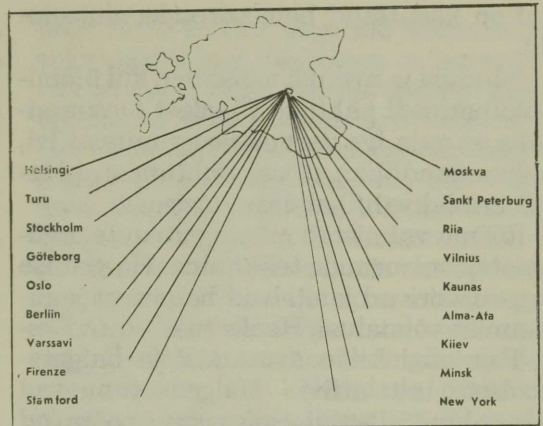 Helsingi
Turu
Stockholm
Göteborg
Oslo
Berliin
Varssavi
Firenze
Stamford
Moskva
Sankt Peterburg
Riia
Vilnius
Kaunas
Alma-Ata
Kiiev
Minsk
New York